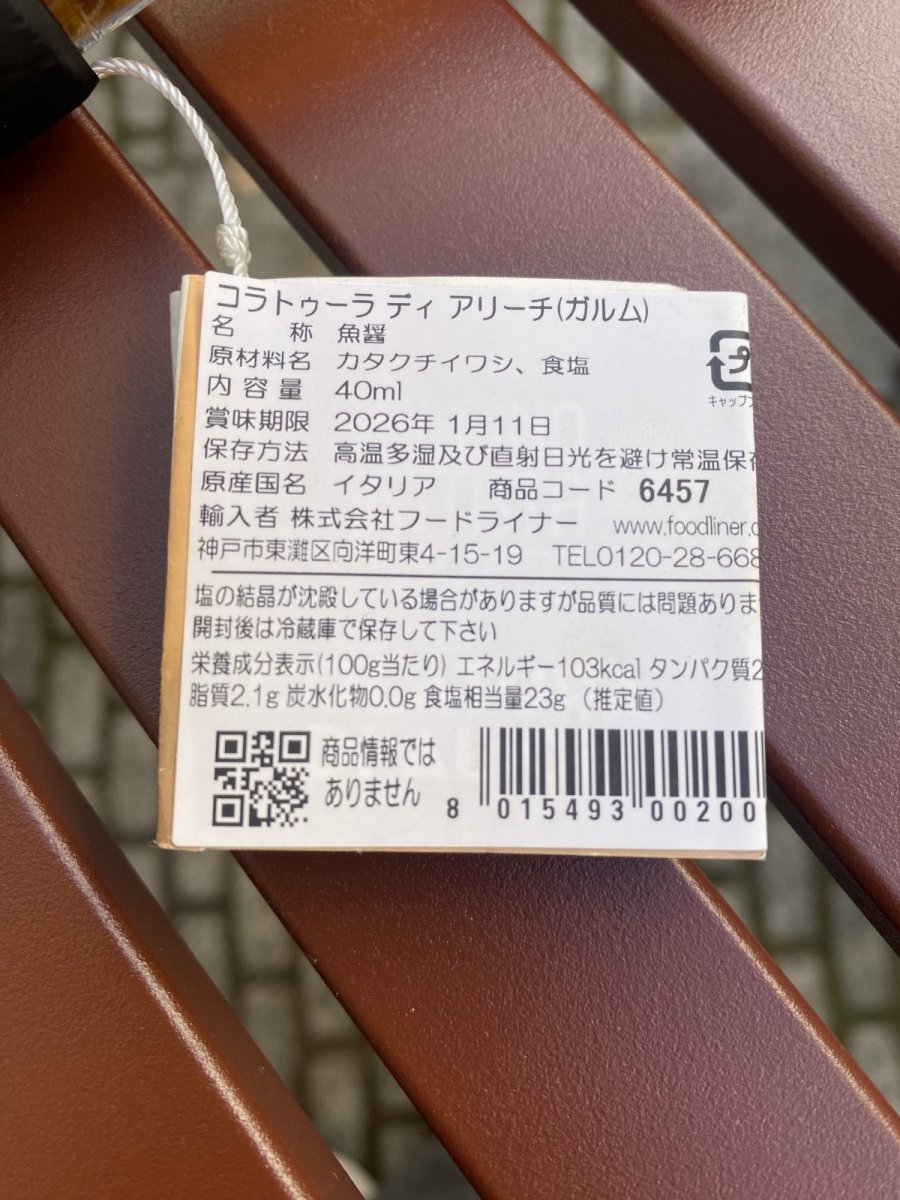 コラトゥーラ ディ アリーチ(ガルム)
名 称 魚醤
原材料名 カタクチイワシ、食塩
内容量 40ml
プ
キャップ
賞味期限 2026年 1月11日
保存方法 高温多湿及び直射日光を避け常温保存
原産国名 イタリア 商品コード 6457
輸入者 株式会社フードライナー www.foodliner.c
神戸市東灘区向洋町東4-15-19 TEL0120-28-668
塩の結晶が沈殿している場合がありますが品質には問題ありま
開封後は冷蔵庫で保存して下さい
栄養成分表示(100g当たり) エネルギー103kcal タンパク質2
脂質2.1g 炭水化物0.0g 食塩相当量23g (推定値)
商品情報では
ありません
8 015493 00200